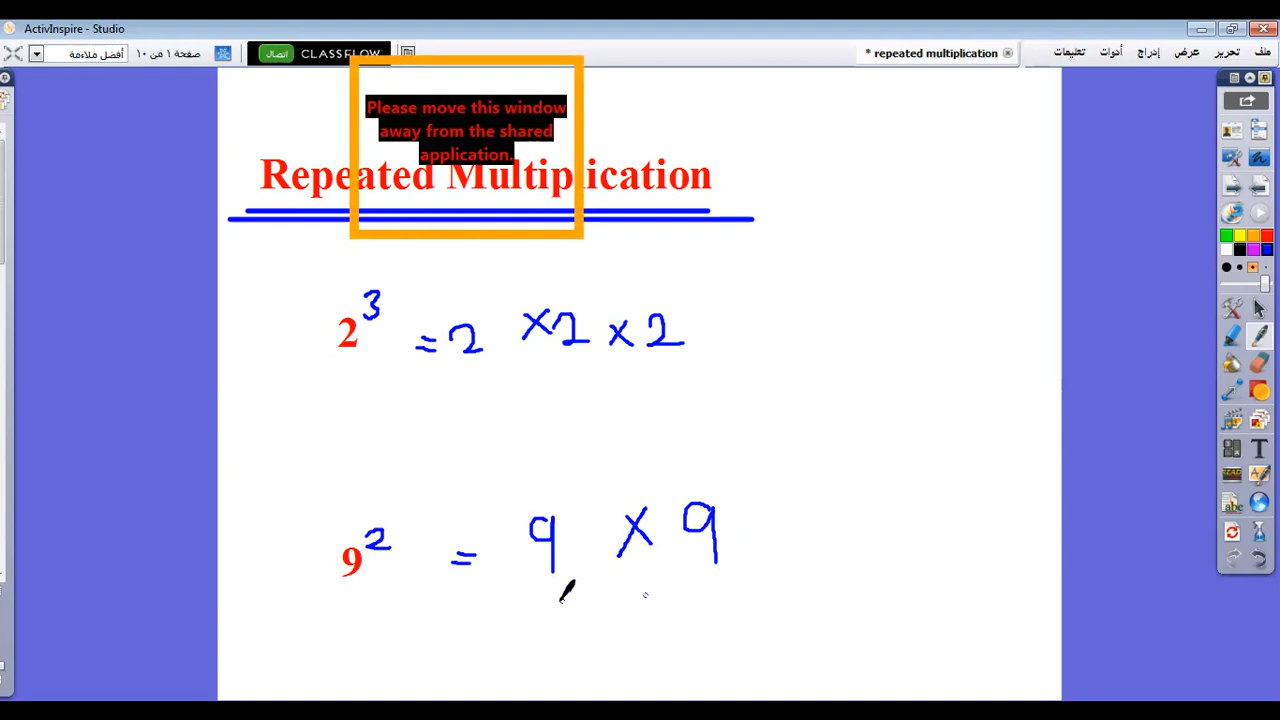 ActivInspire - Studio
ملف تحرير عرض إدراج أدوات تعليمات
repeated multiplication *
CLASSFLOW اتصال
صفحة ١ من ١٠
أفضل ملاءمة
Please move this window
away from the shared
application.
Repeated Multiplication
2³ = 2 × 2 × 2
9² = 9 × 9